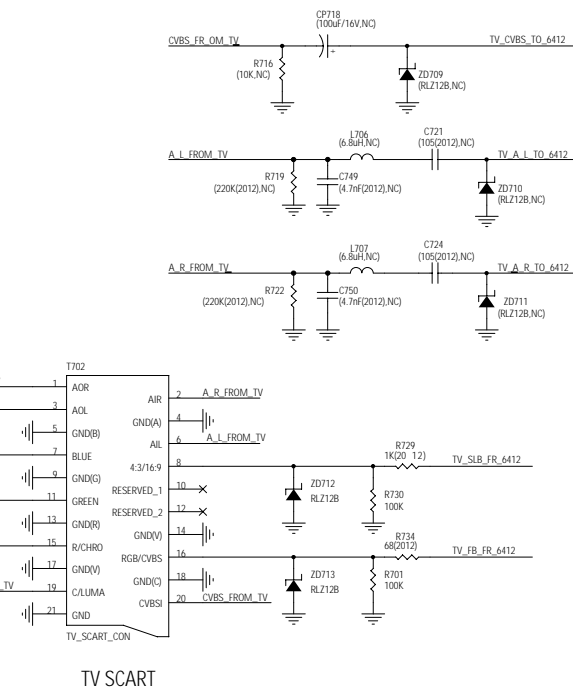 CP718
(100uF/16V,NC)
CVBS_FR_OM_TV
TV_CVBS_TO_6412
R716
(10K,NC)
+
ZD709
(RLZ12B,NC)
L706
(6.8uH,NC)
C721
(105(2012),NC)
A_L_FROM_TV
TV_A_L_TO_6412
R719
(220K(2012),NC)
C749
(4.7nF(2012),NC)
ZD710
(RLZ12B,NC)
L707
(6.8uH,NC)
C724
(105(2012),NC)
A_R_FROM_TV
TV_A_R_TO_6412
R722
(220K(2012),NC)
C750
(4.7nF(2012),NC)
ZD711
(RLZ12B,NC)
T702
1 AOR
AIR 2 A_R_FROM_TV
3 AOL
GND(A) 4
5 GND(B)
AIL 6 A_L_FROM_TV
7 BLUE
4:3/16:9 8
R729
1K(20 12)
TV_SLB_FR_6412
9 GND(G)
RESERVED_1 10
ZD712
RLZ12B
R730
100K
11 GREEN
RESERVED_2 12
13 GND(R)
GND(V) 14
15 R/CHRO
RGB/CVBS 16
R734
68(2012)
TV_FB_FR_6412
17 GND(V)
GND(C) 18
ZD713
RLZ12B
R701
100K
_TV 19 C/LUMA
CVBSI 20 CVBS_FROM_TV
21 GND
TV_SCART_CON
TV SCART